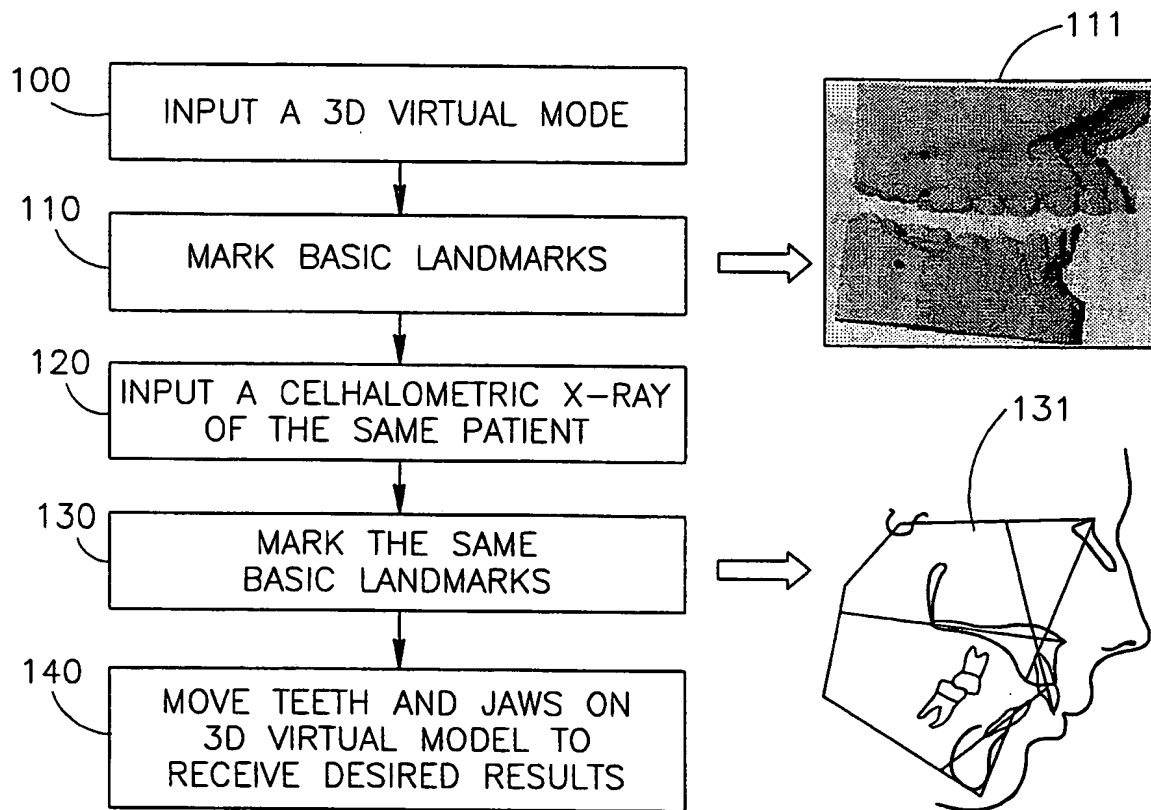 111
100
INPUT A 3D VIRTUAL MODE
110
MARK BASIC LANDMARKS
120
INPUT A CELHALOMETRIC X-RAY
OF THE SAME PATIENT
131
130
MARK THE SAME
BASIC LANDMARKS
140
MOVE TEETH AND JAWS ON
3D VIRTUAL MODEL TO
RECEIVE DESIRED RESULTS